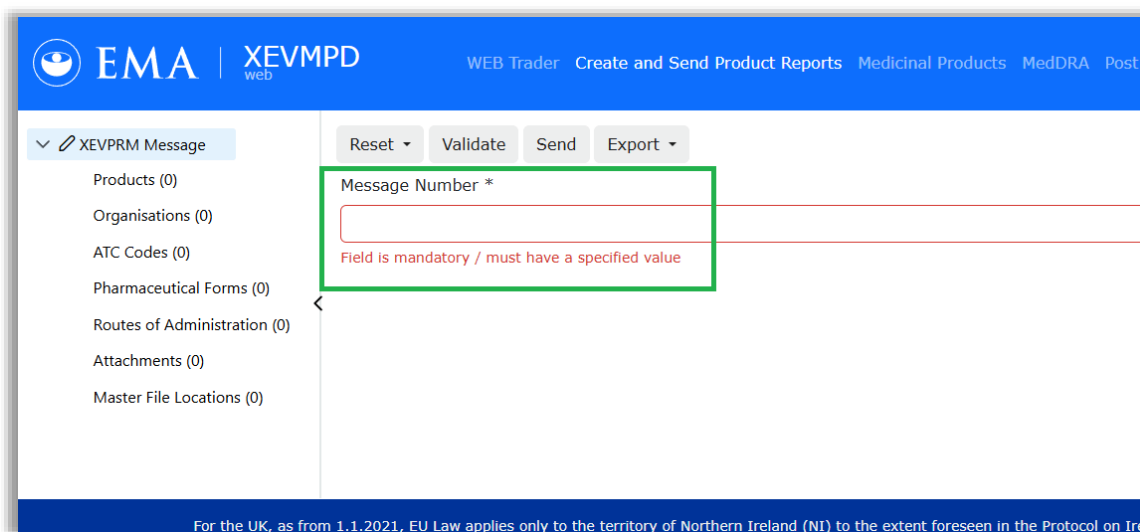 EMA | XEVMPD
web
WEB Trader Create and Send Product Reports Medicinal Products MedDRA Post
XEVPRM Message
Products (0)
Organisations (0)
ATC Codes (0)
Pharmaceutical Forms (0)
Routes of Administration (0)
Attachments (0)
Master File Locations (0)
Reset Validate Send Export
Message Number *
Field is mandatory / must have a specified value
For the UK, as from 1.1.2021, EU Law applies only to the territory of Northern Ireland (NI) to the extent foreseen in the Protocol on Ire